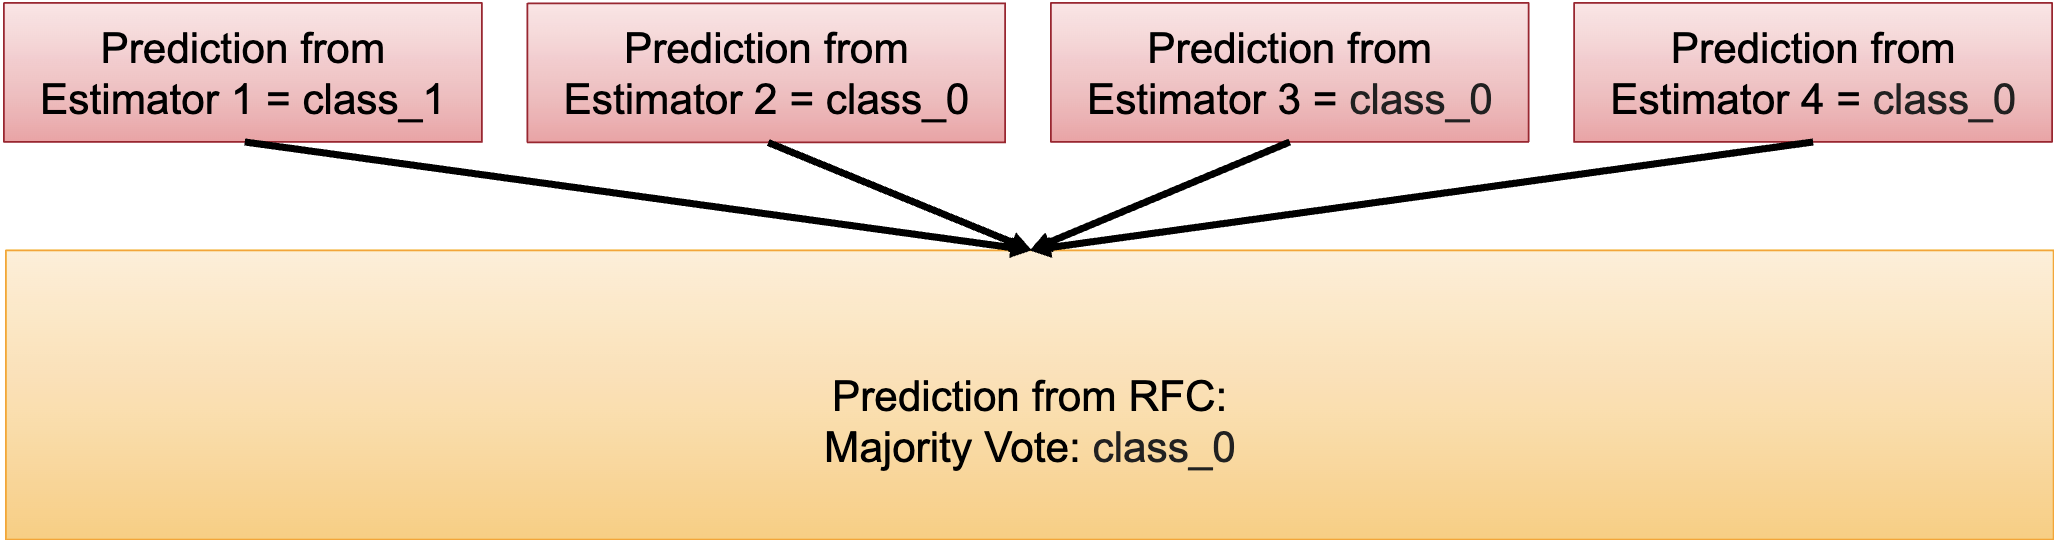 Prediction from
Estimator 1 = class_1
Prediction from
Estimator 2 = class_0
Prediction from
Estimator 3 = class_0
Prediction from
Estimator 4 = class_0
Prediction from RFC:
Majority Vote: class_0